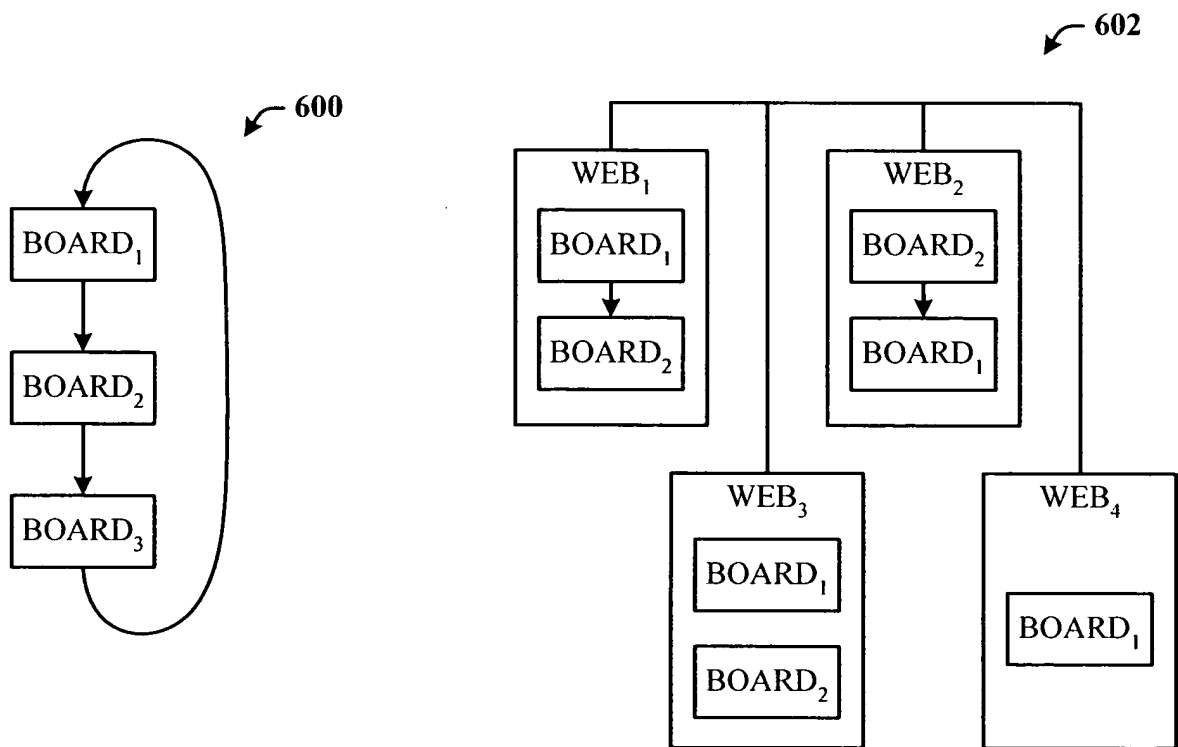 602
600
WEB₁
BOARD₁
BOARD₂
WEB₂
BOARD₂
BOARD₁
BOARD₁
BOARD₂
BOARD₃
WEB₃
BOARD₁
BOARD₂
WEB₄
BOARD₁